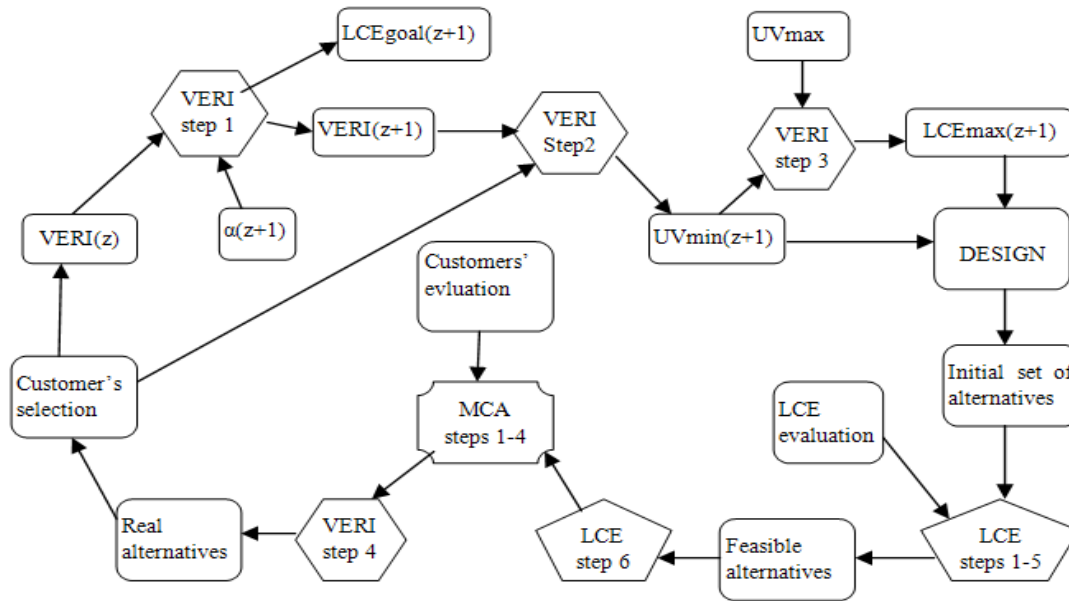 LCEgoal(z+1)
UVmax
VERI
step 1
VERI(z+1)
VERI
Step2
VERI
step 3
LCEmax(z+1)
VERI(z)
α(z+1)
UVmin(z+1)
DESIGN
Customers'
evluation
Customer's
selection
MCA
steps 1-4
Initial set of
alternatives
LCE
evaluation
Real
alternatives
VERI
step 4
LCE
step 6
Feasible
alternatives
LCE
steps 1-5